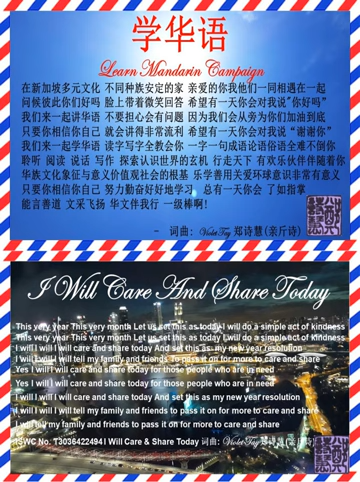 学华语
Learn Mandarin Campaign
在新加坡多元文化 不同种族安定的家 亲爱的你我他们一同相遇在一起
问候彼此你们好吗 脸上带着微笑回答 希望有一天你会对我说"你好吗"
我们来一起讲华语 不要担心会有问题 因为我们会从旁为你们加油到底
只要你相信你自己 就会讲得非常流利 希望有一天你会对我说"谢谢你"
我们来一起学华语 读字写字全教会你 一字一句成语论语俗语全难不倒你
聆听 阅读 说话 写作 探索认识世界的玄机 行走天下 有欢乐伙伴伴随着你
华族文化象征与意义价值观社会的根基 乐学善用关爱环球意识非常有意义
只要你相信你自己 努力勤奋好好地学习 总有一天你会 了如指掌
能言善道 文采飞扬 华文伴我行 一级棒啊!
- 词曲: Violet Tay 郑诗慧(亲斤诗)
I Will Care And Share Today
This very year This very month Let us set this as today I will do a simple act of kindness
This very year This very month Let us set this as today I will do a simple act of kindness
I will I will I will care and share today And set this as my new year resolution
I will I will I will tell my family and friends To pass it on for more to care and share
Yes I will I will care and share today for those people who are in need
Yes I will I will care and share today for those people who are in need
I will I will I will care and share today And set this as my new year resolution
I will I will I will tell my family and friends to pass it on for more to care and share
I will tell my family and friends to pass it on for more to care and share
ISWC No. T3036422494 I Will Care & Share Today 词曲: Violet Tay 郑诗慧(亲斤诗)